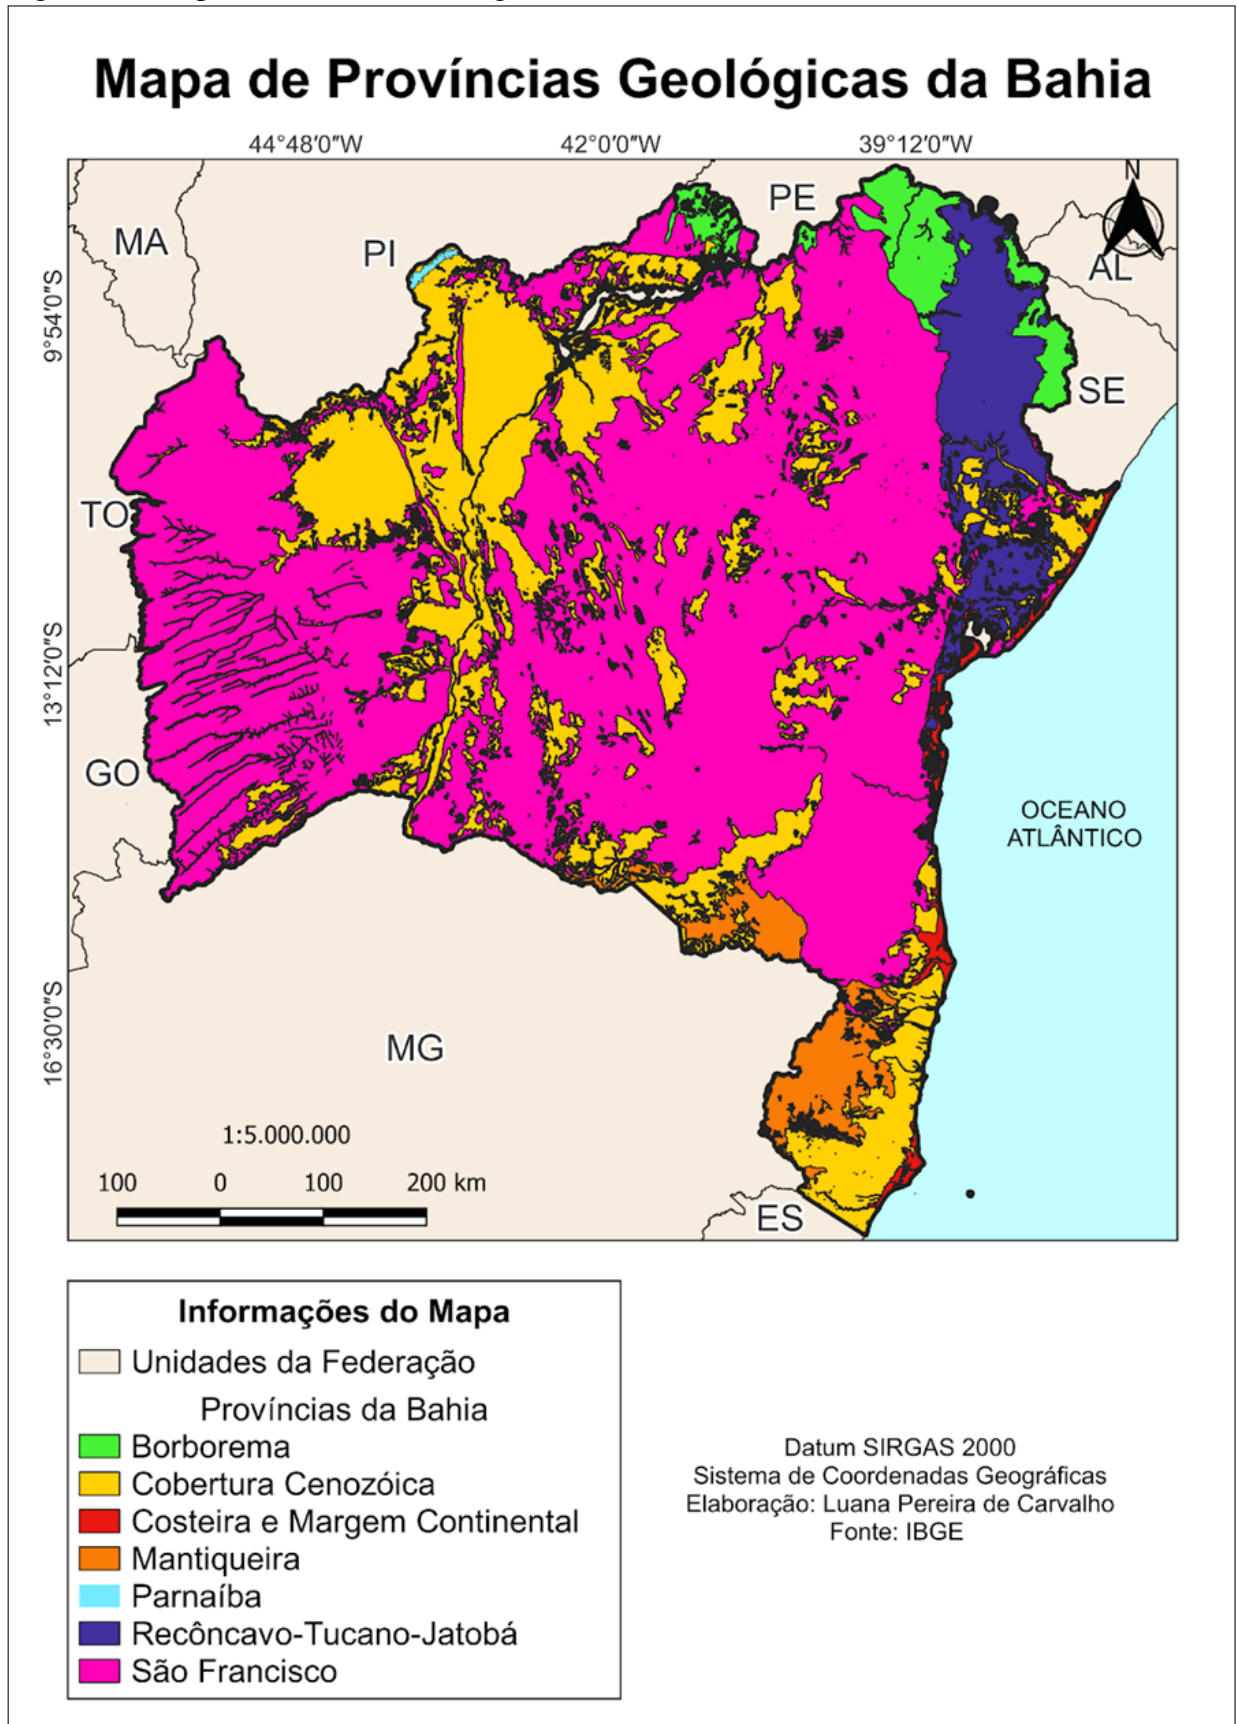 Mapa de Províncias Geológicas da Bahia
44°48'0"W
42°0'0"W
39°12'0"W
N
PE
MA
PI
AL
9°54'0"S
SE
TO
13°12'0"S
GO
OCEANO
ATLÂNTICO
16°30'0"S
MG
1:5.000.000
100 0 100 200 km
ES
Informações do Mapa
Unidades da Federação
Províncias da Bahia
Borborema
Cobertura Cenozóica
Costeira e Margem Continental
Mantiqueira
Parnaíba
Recôncavo-Tucano-Jatobá
São Francisco
Datum SIRGAS 2000
Sistema de Coordenadas Geográficas
Elaboração: Luana Pereira de Carvalho
Fonte: IBGE